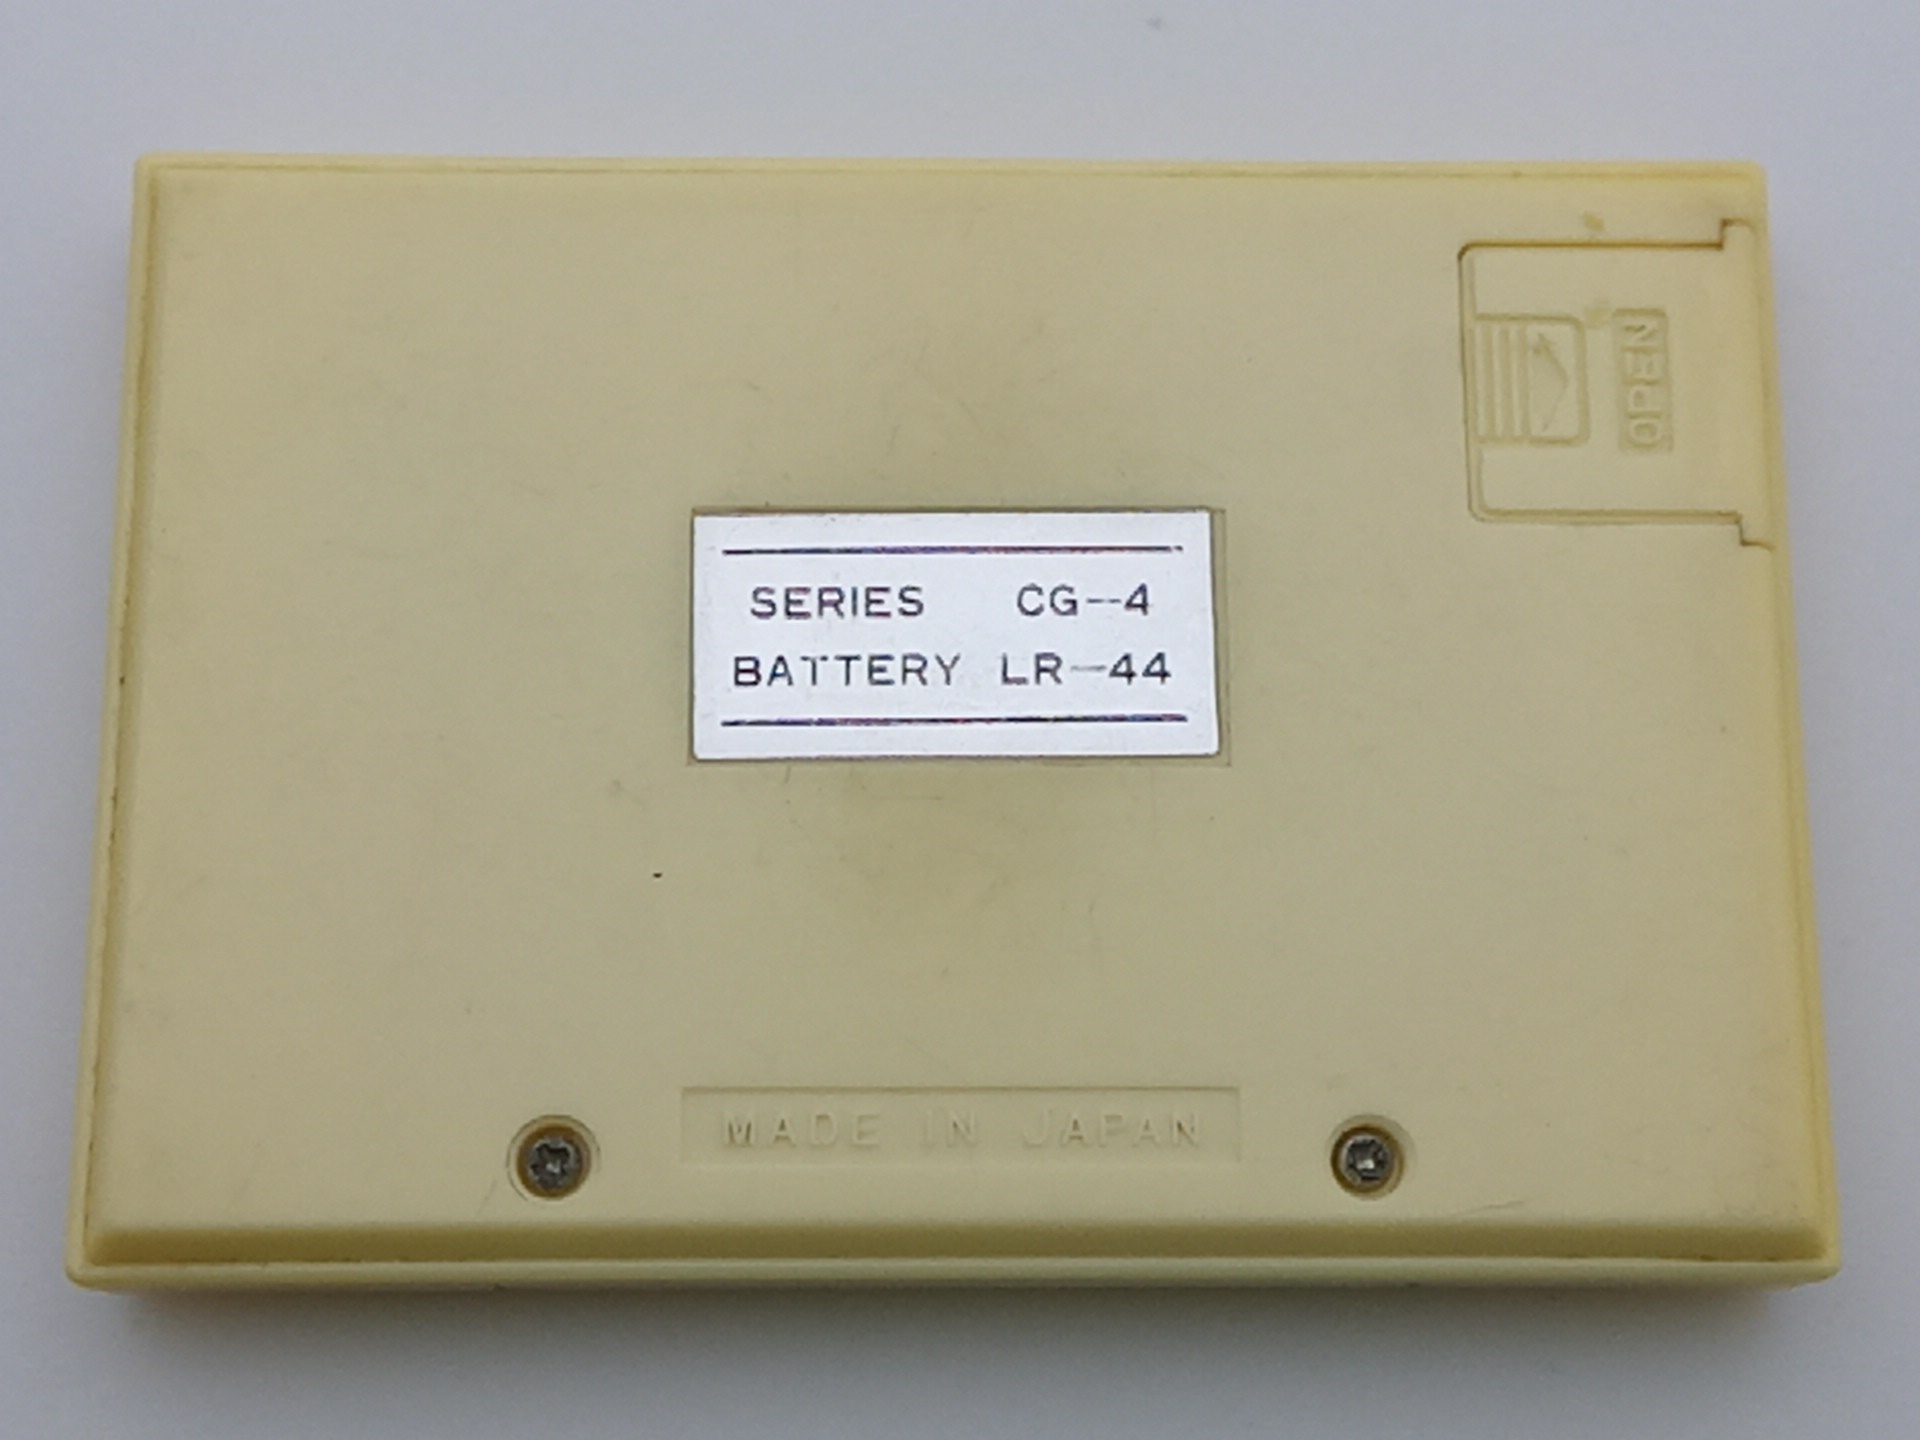 OPEN
SERIES CG-4
BATTERY LR-44
MADE IN JAPAN